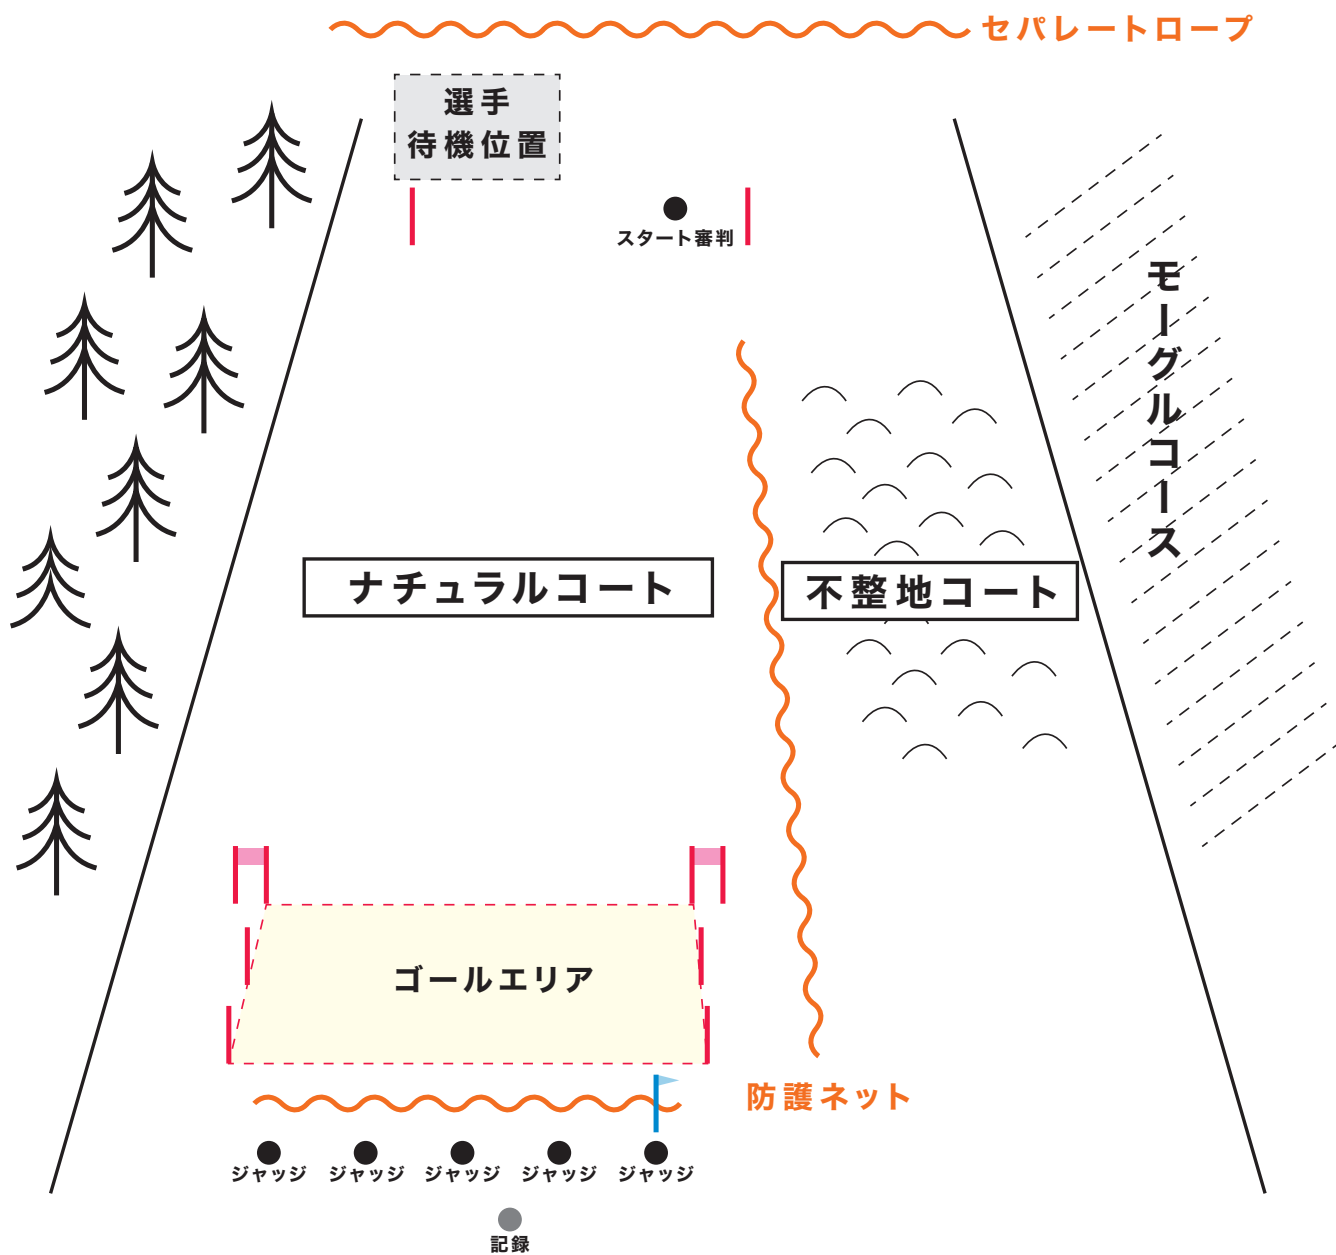 セパレートロープ
選手
待機位置
スタート審判
モーグルコース
ナチュラルコート
不整地コート
ゴールエリア
防護ネット
ジャッジ
ジャッジ
ジャッジ
ジャッジ
ジャッジ
記録